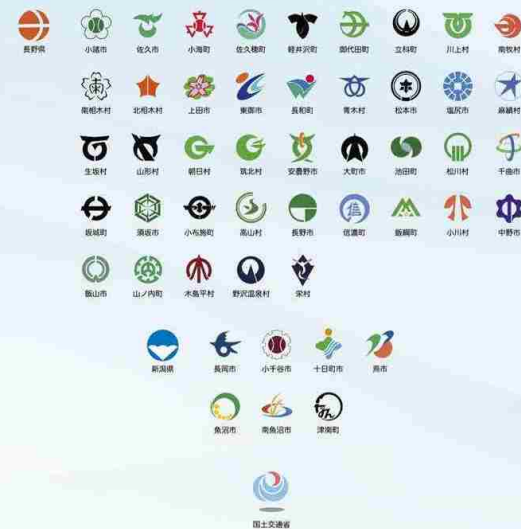 長野県 小諸市 佐久市 小海町 佐久穂町 軽井沢町 御代田町 立科町 川上村 南牧村
南相木村 北相木村 上田市 東御市 長和町 青木村 松本市 塩尻市 麻績村
生坂村 山形村 朝日村 筑北村 安曇野市 大町市 池田町 松川村 千曲市
坂城町 須坂市 小布施町 高山村 長野市 信濃町 飯綱町 小川村 中野市
飯山市 山ノ内町 木島平村 野沢温泉村 栄村
新潟県 長岡市 小千谷市 十日町市 燕市
魚沼市 南魚沼市 津南町
国土交通省